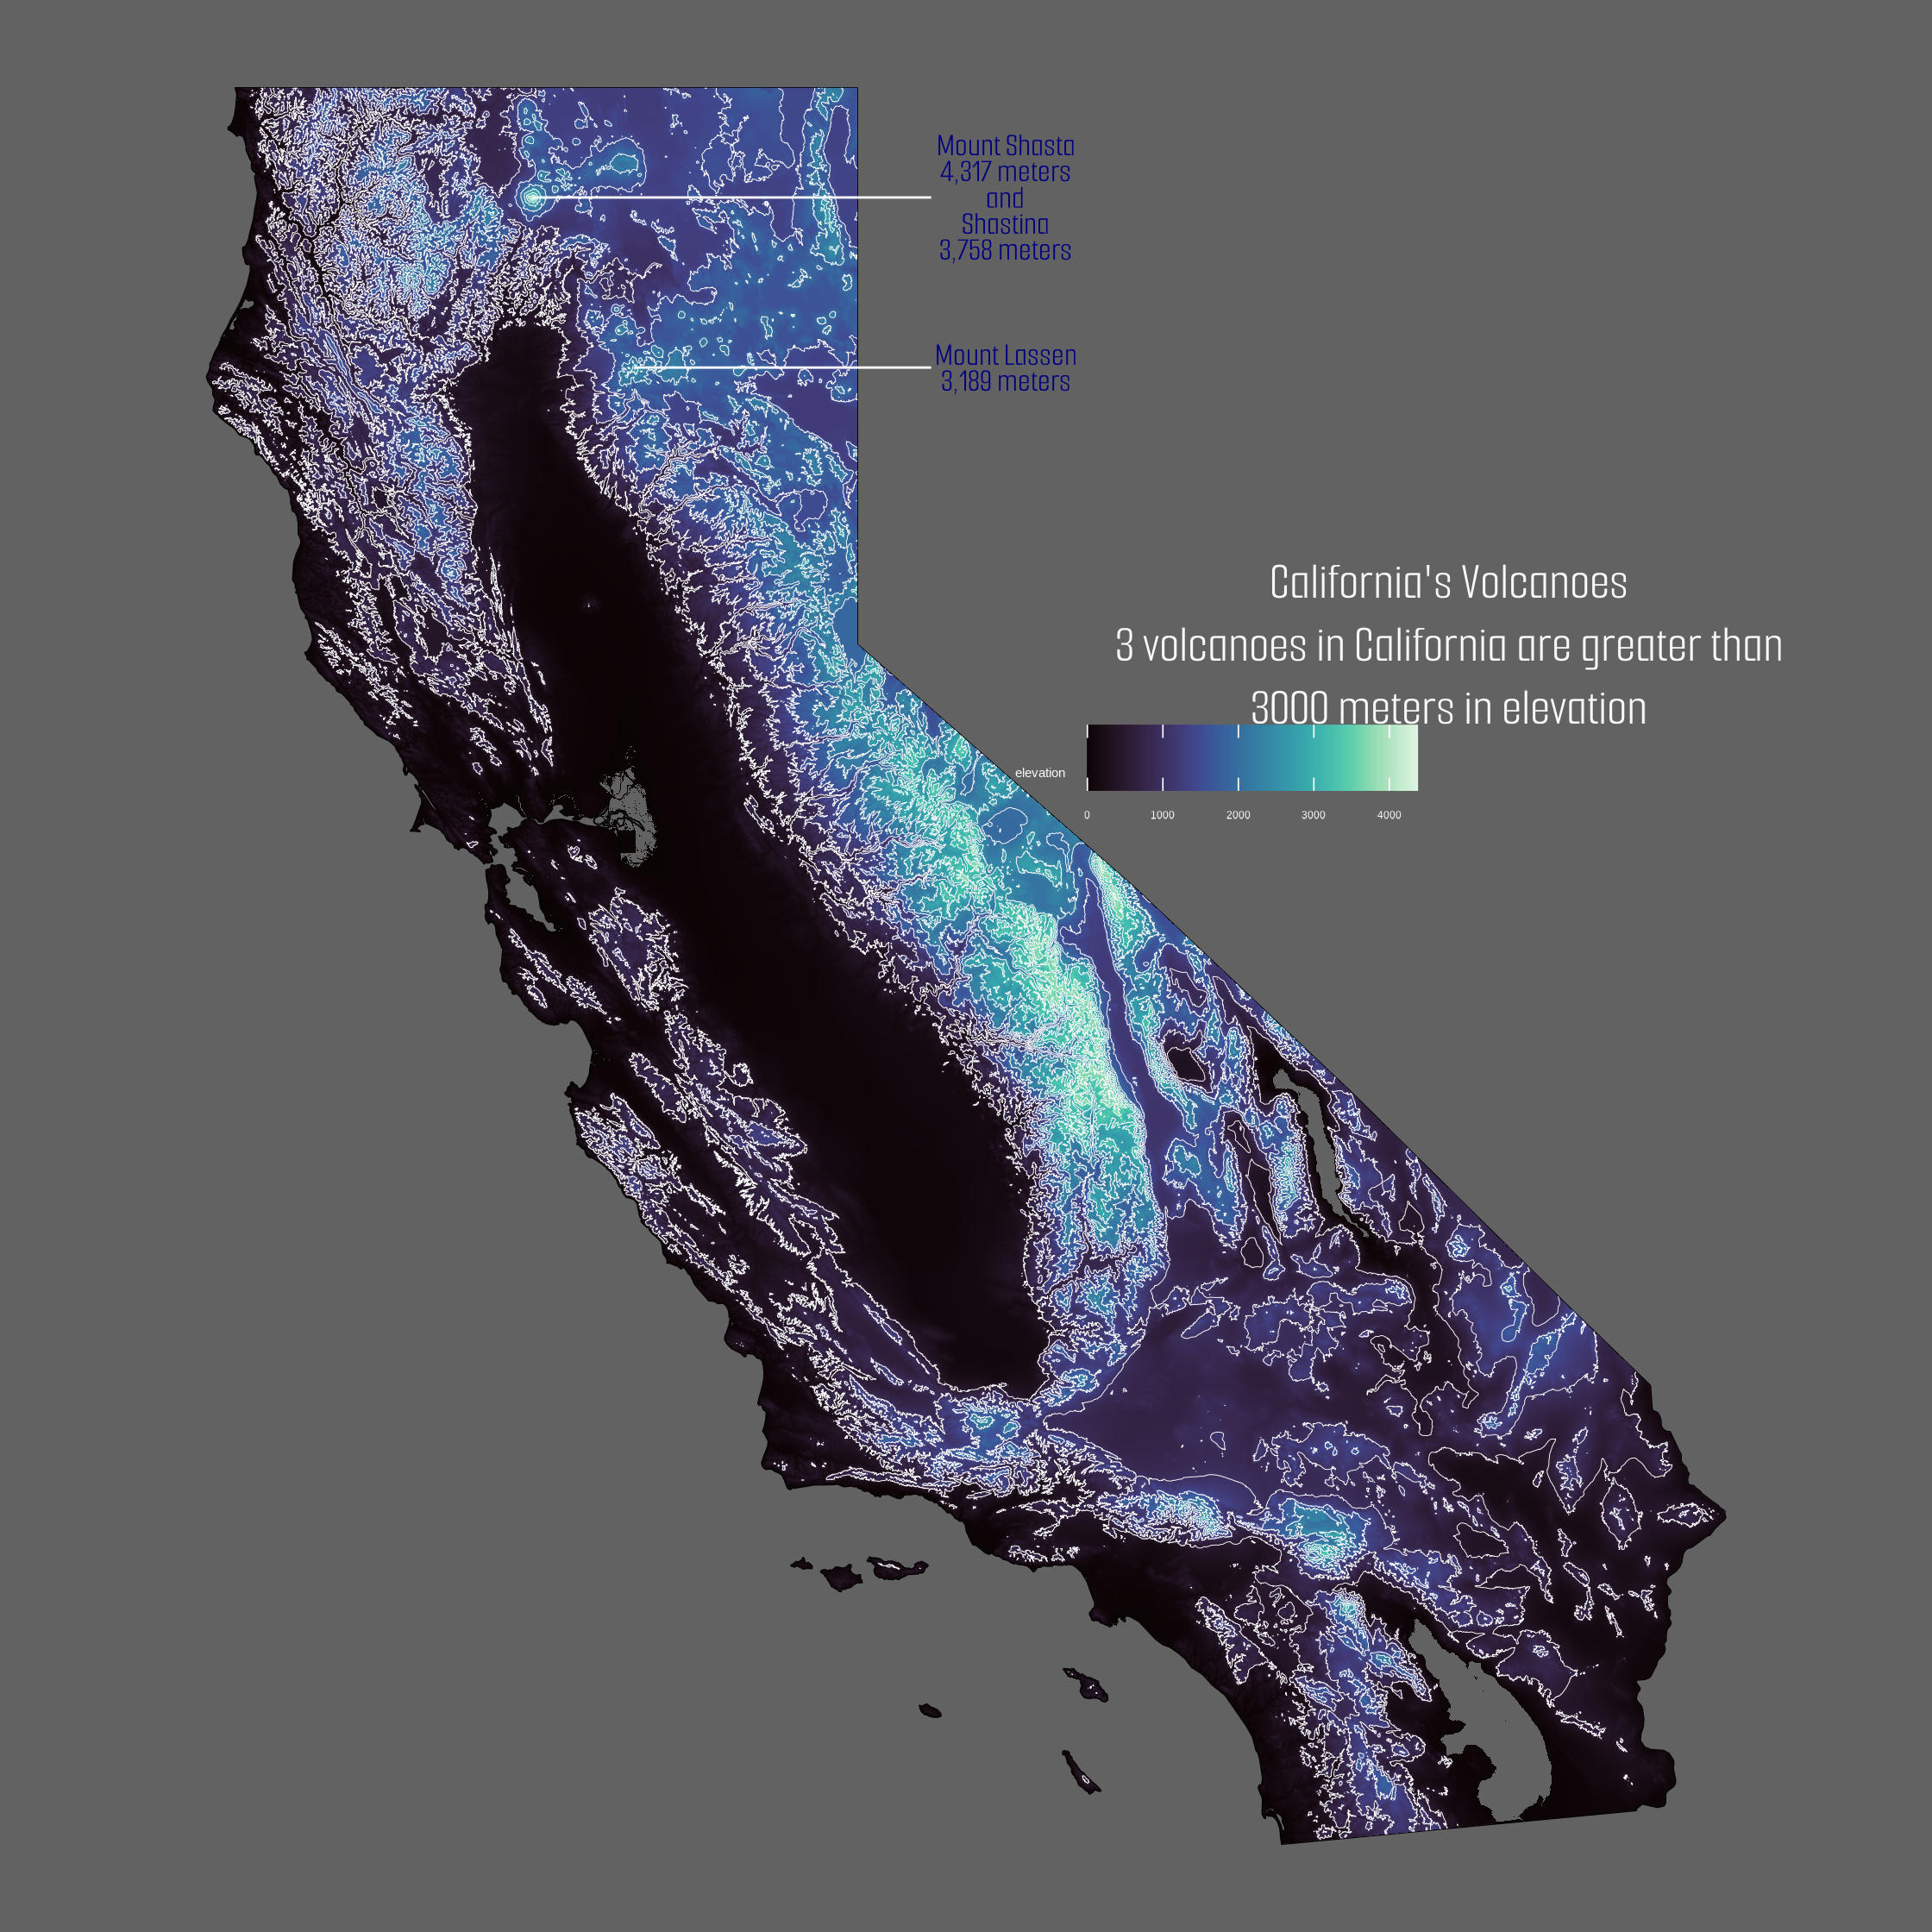 Mount Shasta
4,317 meters
and
Shastina
3,758 meters
Mount Lassen
3,189 meters
California's Volcanoes
3 volcanoes in California are greater than
3000 meters in elevation
elevation
0 1000 2000 3000 4000